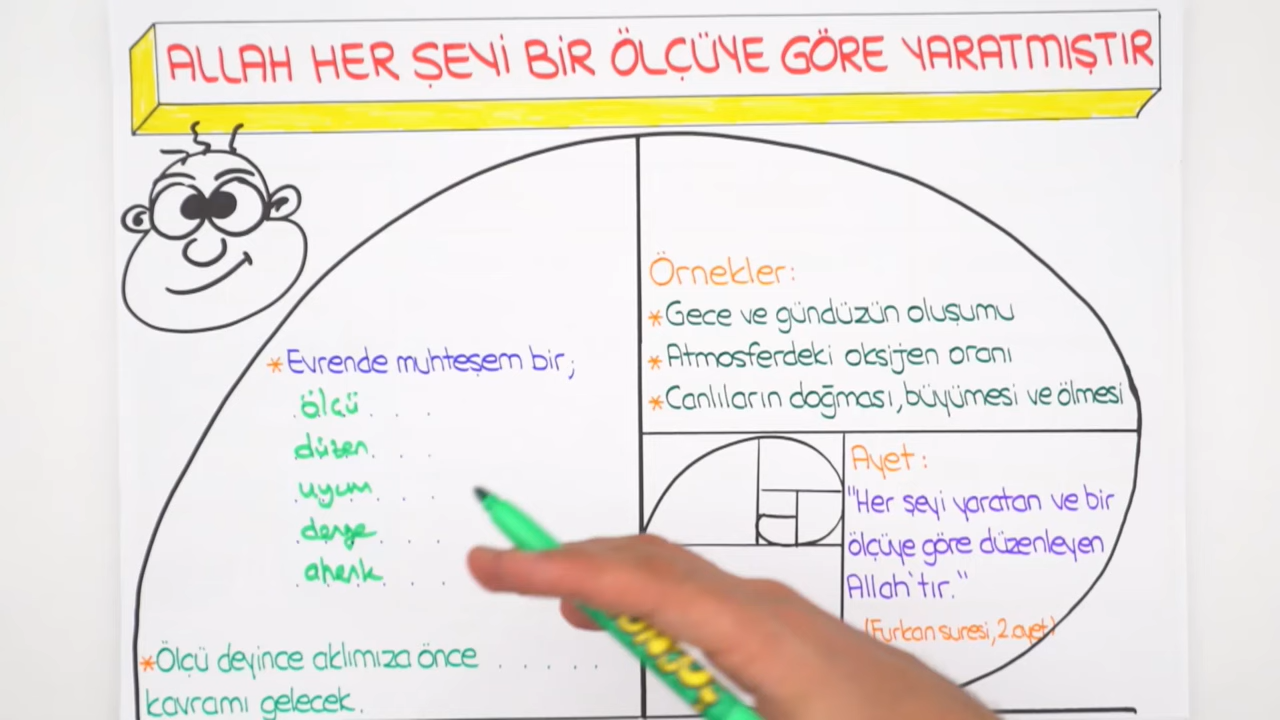 ALLAH HER ŞEYİ BİR ÖLÇÜYE GÖRE YARATMIŞTIR
*Evrende muhteşem bir;
ölçü
düzen
uyum
denge
ahenk
*Ölçü deyince aklımıza önce . . . . .
kavramı gelecek.
Örnekler:
*Gece ve gündüzün oluşumu
*Atmosferdeki oksijen oranı
*Canlıların doğması, büyümesi ve ölmesi
Ayet:
"Her şeyi yaratan ve bir
ölçüye göre düzenleyen
Allah'tır."
(Furkan suresi, 2.ayet)